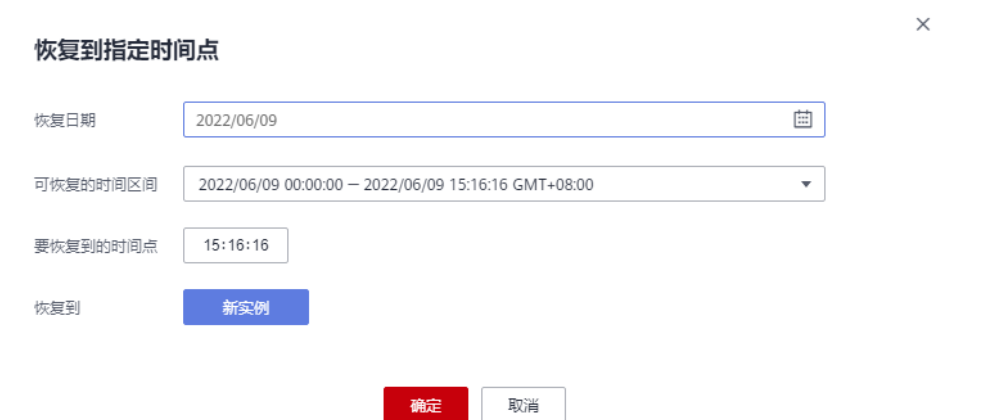 恢复到指定时间点
恢复日期 2022/06/09
可恢复的时间区间 2022/06/09 00:00:00 — 2022/06/09 15:16:16 GMT+08:00
要恢复到的时间点 15:16:16
恢复到 新实例
确定 取消